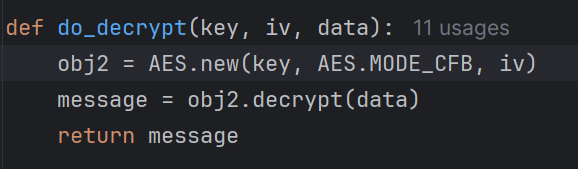 def do_decrypt(key, iv, data): 11 usages
    obj2 = AES.new(key, AES.MODE_CFB, iv)
    message = obj2.decrypt(data)
    return message